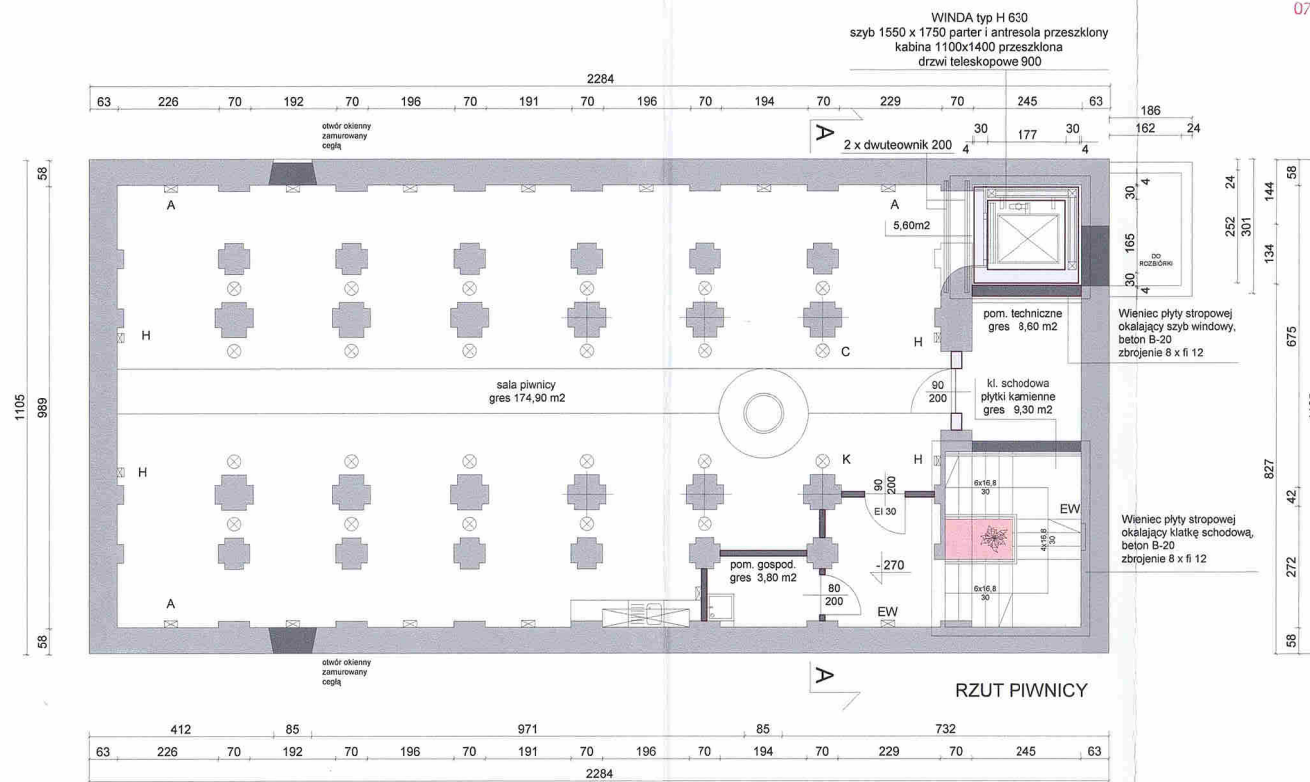 07
WINDA typ H 630
szyb 1550 x 1750 parter i antresola przeszklony
kabina 1100x1400 przeszklona
drzwi teleskopowe 900
2284
63 226 70 192 70 196 70 191 70 196 70 194 70 229 70 245 63
186
162 24
30 177 30
4 4
otwór okienny
zamurowany
cegłą
A
2 x dwuteownik 200
58
A
A
5,60m2
30
4
165
30
4
24
252
301
144
134
58
DO
ROZBIÓRKI
pom. techniczne
gres 8,60 m2
Wieniec płyty stropowej
okalający szyb windowy,
beton B-20
zbrojenie 8 x fi 12
H
H
C
1105
989
675
827
sala piwnicy
gres 174,90 m2
90
200
kl. schodowa
płytki kamienne
gres 9,30 m2
H
K
H
90
200
EI 30
6x16,8
30
EW
4x16,8
30
6x16,8
30
42
272
58
Wieniec płyty stropowej
okalający klatkę schodową,
beton B-20
zbrojenie 8 x fi 12
pom. gospod.
gres 3,80 m2
- 270
80
200
EW
A
58
otwór okienny
zamurowany
cegłą
A
RZUT PIWNICY
412 85 971 85 732
63 226 70 192 70 196 70 191 70 196 70 194 70 229 70 245 63
2284